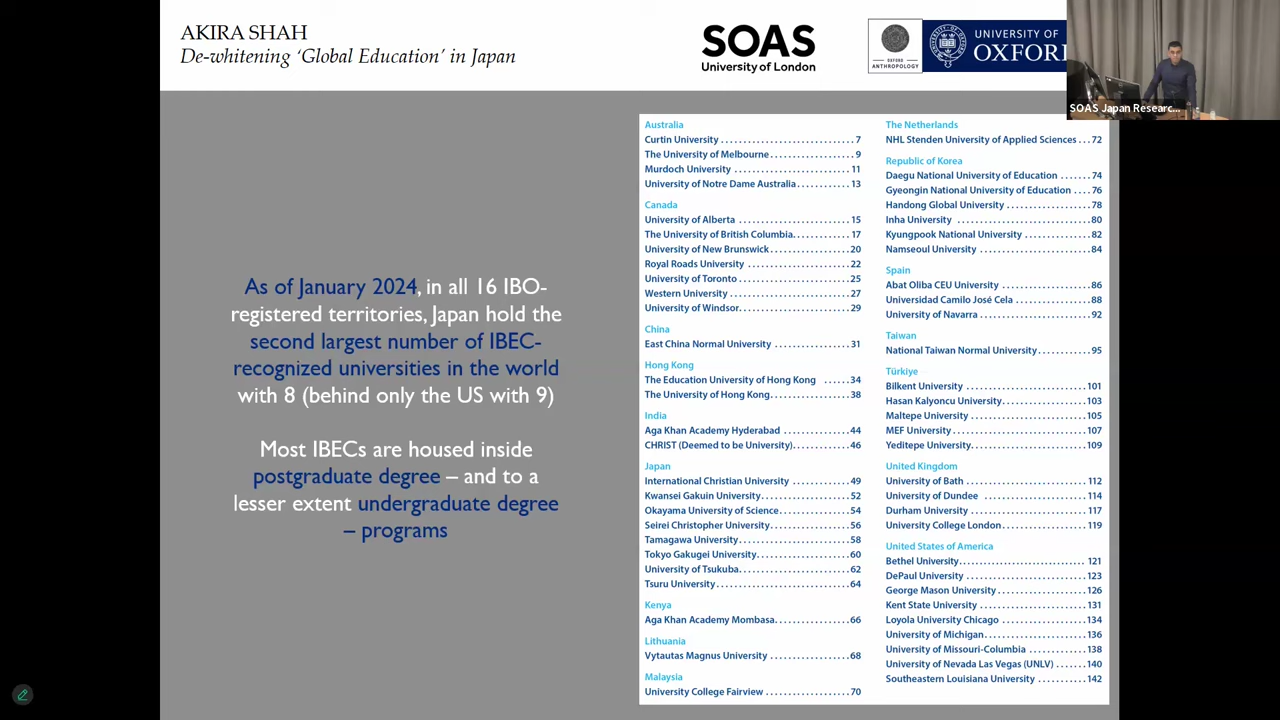 AKIRA SHAH
De-whitening ‘Global Education’ in Japan
SOAS
University of London
OXFORD
ANTHROPOLOGY
UNIVERSITY OF
OXFORD
SOAS Japan Researc...
As of January 2024, in all 16 IBO-
registered territories, Japan hold the
second largest number of IBEC-
recognized universities in the world
with 8 (behind only the US with 9)
Most IBECs are housed inside
postgraduate degree – and to a
lesser extent undergraduate degree
– programs
Australia
Curtin University ............................ 7
The University of Melbourne.................... 9
Murdoch University ........................... 11
University of Notre Dame Australia............ 13
Canada
University of Alberta ......................... 15
The University of British Columbia............ 17
University of New Brunswick................... 20
Royal Roads University ....................... 22
University of Toronto ......................... 25
Western University ........................... 27
University of Windsor......................... 29
China
East China Normal University .................. 31
Hong Kong
The Education University of Hong Kong ...... 34
The University of Hong Kong................... 38
India
Aga Khan Academy Hyderabad ................ 44
CHRIST (Deemed to be University)............. 46
Japan
International Christian University ............ 49
Kwansei Gakuin University..................... 52
Okayama University of Science................. 54
Seirei Christopher University.................. 56
Tamagawa University.......................... 58
Tokyo Gakugei University...................... 60
University of Tsukuba......................... 62
Tsuru University.............................. 64
Kenya
Aga Khan Academy Mombasa.................. 66
Lithuania
Vytautas Magnus University ................... 68
Malaysia
University College Fairview ................... 70
The Netherlands
NHL Stenden University of Applied Sciences ... 72
Republic of Korea
Daegu National University of Education ....... 74
Gyeongin National University of Education .... 76
Handong Global University .................... 78
Inha University .............................. 80
Kyungpook National University ................ 82
Namseoul University .......................... 84
Spain
Abat Oliba CEU University ..................... 86
Universidad Camilo José Cela .................. 88
University of Navarra ......................... 92
Taiwan
National Taiwan Normal University............ 95
Türkiye
Bilkent University ............................ 101
Hasan Kalyoncu University.................... 103
Maltepe University ........................... 105
MEF University ............................... 107
Yeditepe University........................... 109
United Kingdom
University of Bath ............................ 112
University of Dundee ........................ 114
Durham University ........................... 117
University College London .................... 119
United States of America
Bethel University............................. 121
DePaul University ............................ 123
George Mason University ...................... 126
Kent State University ......................... 131
Loyola University Chicago .................... 134
University of Michigan........................ 136
University of Missouri-Columbia ............... 138
University of Nevada Las Vegas (UNLV) ....... 140
Southeastern Louisiana University ........... 142